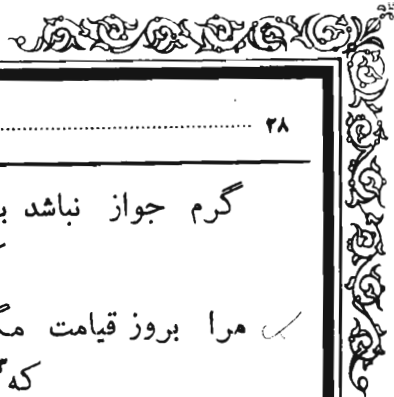 ۲۸
گرم جواز نباشد
مرا بروز قیامت
که